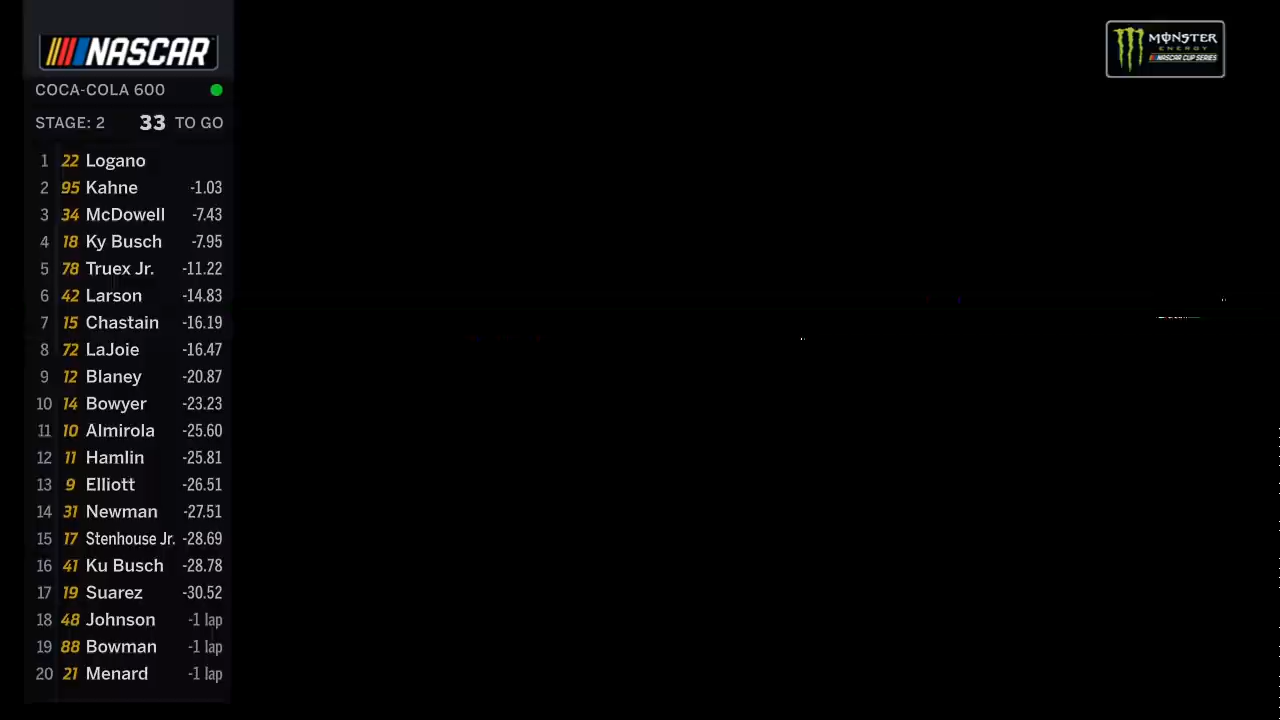 NASCAR
COCA-COLA 600
STAGE: 2 33 TO GO
1 22 Logano
2 95 Kahne -1.03
3 34 McDowell -7.43
4 18 Ky Busch -7.95
5 78 Truex Jr. -11.22
6 42 Larson -14.83
7 15 Chastain -16.19
8 72 LaJoie -16.47
9 12 Blaney -20.87
10 14 Bowyer -23.23
11 10 Almirola -25.60
12 11 Hamlin -25.81
13 9 Elliott -26.51
14 31 Newman -27.51
15 17 Stenhouse Jr. -28.69
16 41 Ku Busch -28.78
17 19 Suarez -30.52
18 48 Johnson -1 lap
19 88 Bowman -1 lap
20 21 Menard -1 lap
MONSTER
ENERGY
NASCAR CUP SERIES